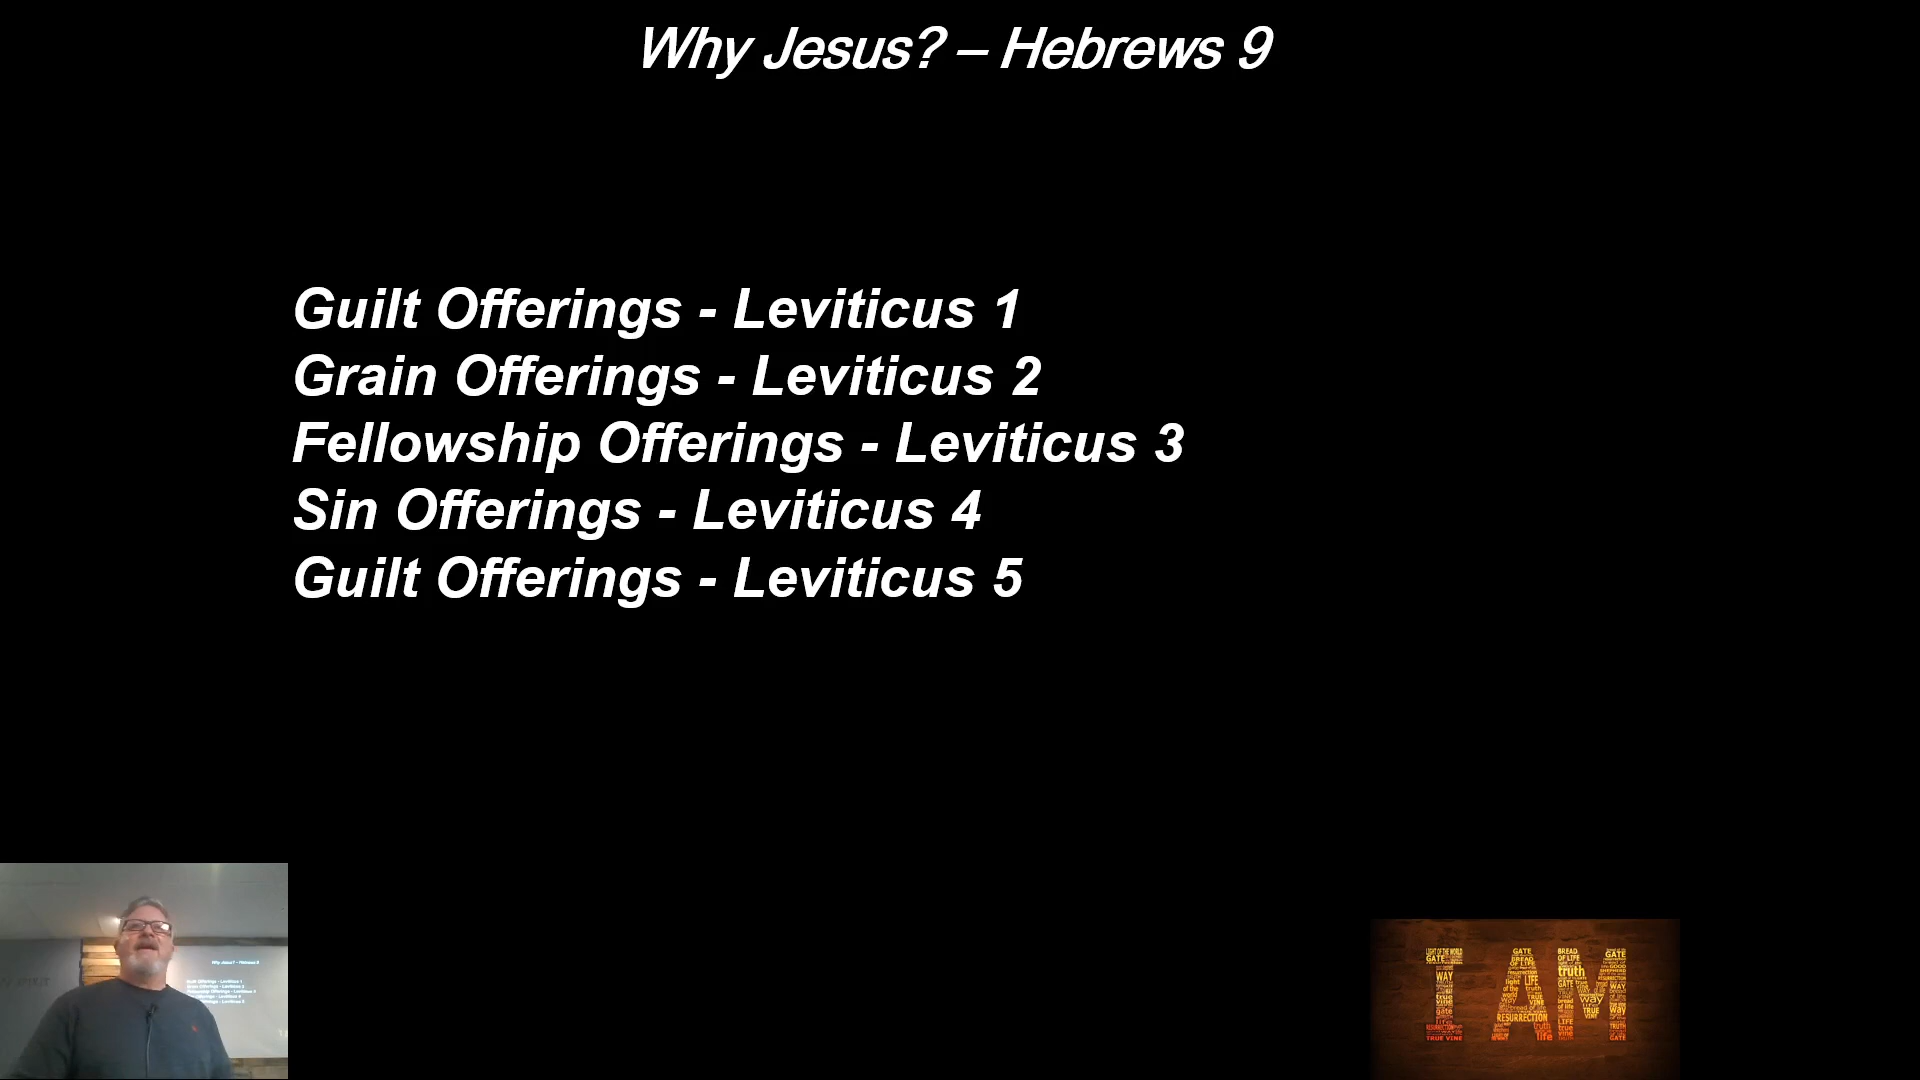 Why Jesus? – Hebrews 9
Guilt Offerings - Leviticus 1
Grain Offerings - Leviticus 2
Fellowship Offerings - Leviticus 3
Sin Offerings - Leviticus 4
Guilt Offerings - Leviticus 5
I AM